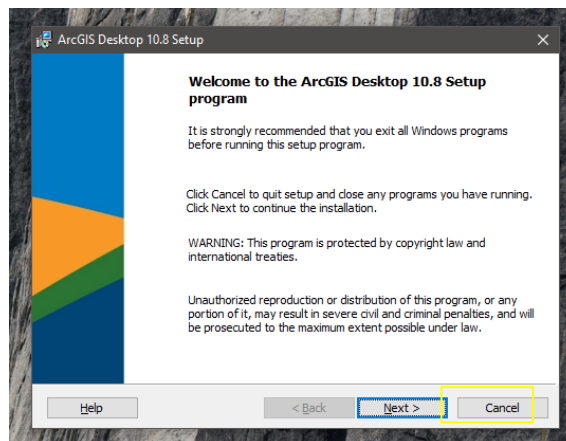 ArcGIS Desktop 10.8 Setup
Welcome to the ArcGIS Desktop 10.8 Setup
program
It is strongly recommended that you exit all Windows programs
before running this setup program.
Click Cancel to quit setup and close any programs you have running.
Click Next to continue the installation.
WARNING: This program is protected by copyright law and
international treaties.
Unauthorized reproduction or distribution of this program, or any
portion of it, may result in severe civil and criminal penalties, and will
be prosecuted to the maximum extent possible under law.
Help < Back Next > Cancel